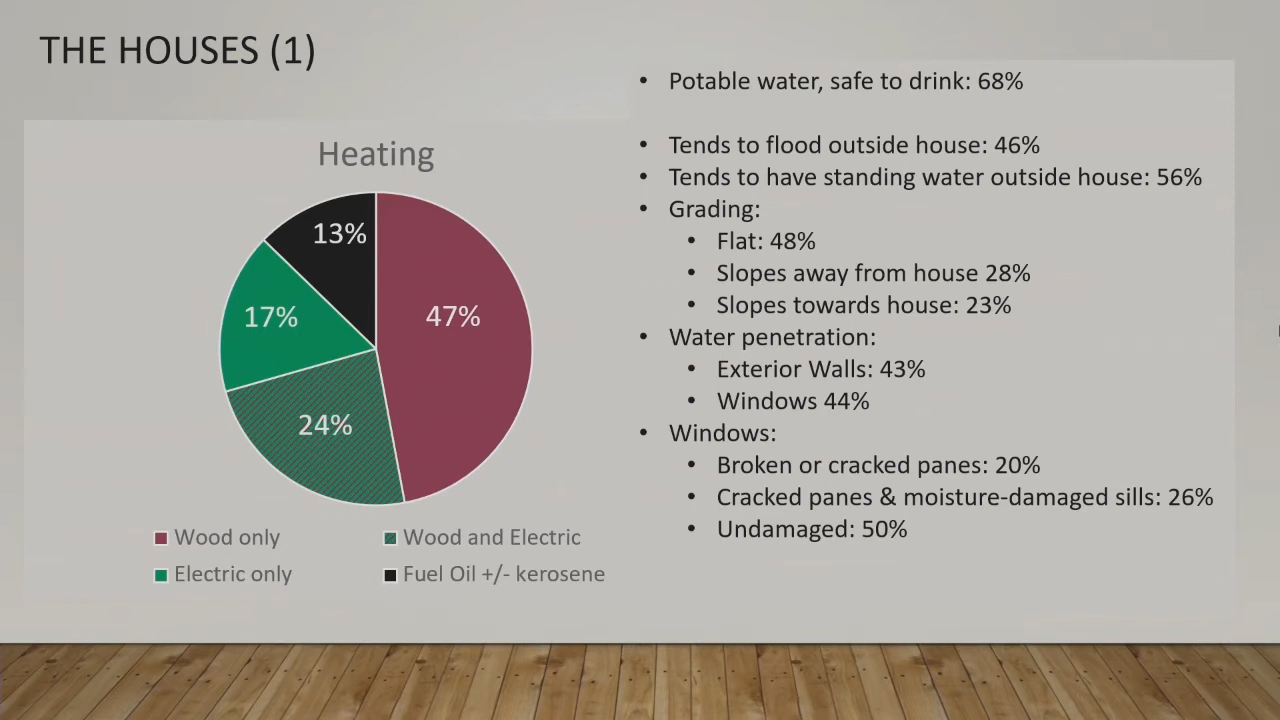 THE HOUSES (1)
Heating
13%
47%
17%
24%
Wood only
Wood and Electric
Electric only
Fuel Oil +/- kerosene
• Potable water, safe to drink: 68%
• Tends to flood outside house: 46%
• Tends to have standing water outside house: 56%
• Grading:
• Flat: 48%
• Slopes away from house 28%
• Slopes towards house: 23%
• Water penetration:
• Exterior Walls: 43%
• Windows 44%
• Windows:
• Broken or cracked panes: 20%
• Cracked panes & moisture-damaged sills: 26%
• Undamaged: 50%